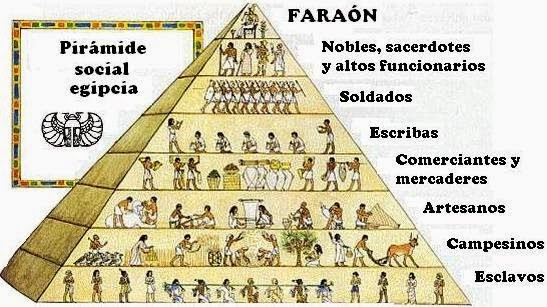 Pirámide
social
egipcia
FARAÓN
Nobles, sacerdotes
y altos funcionarios
Soldados
Escribas
Comerciantes y
mercaderes
Artesanos
Campesinos
Esclavos